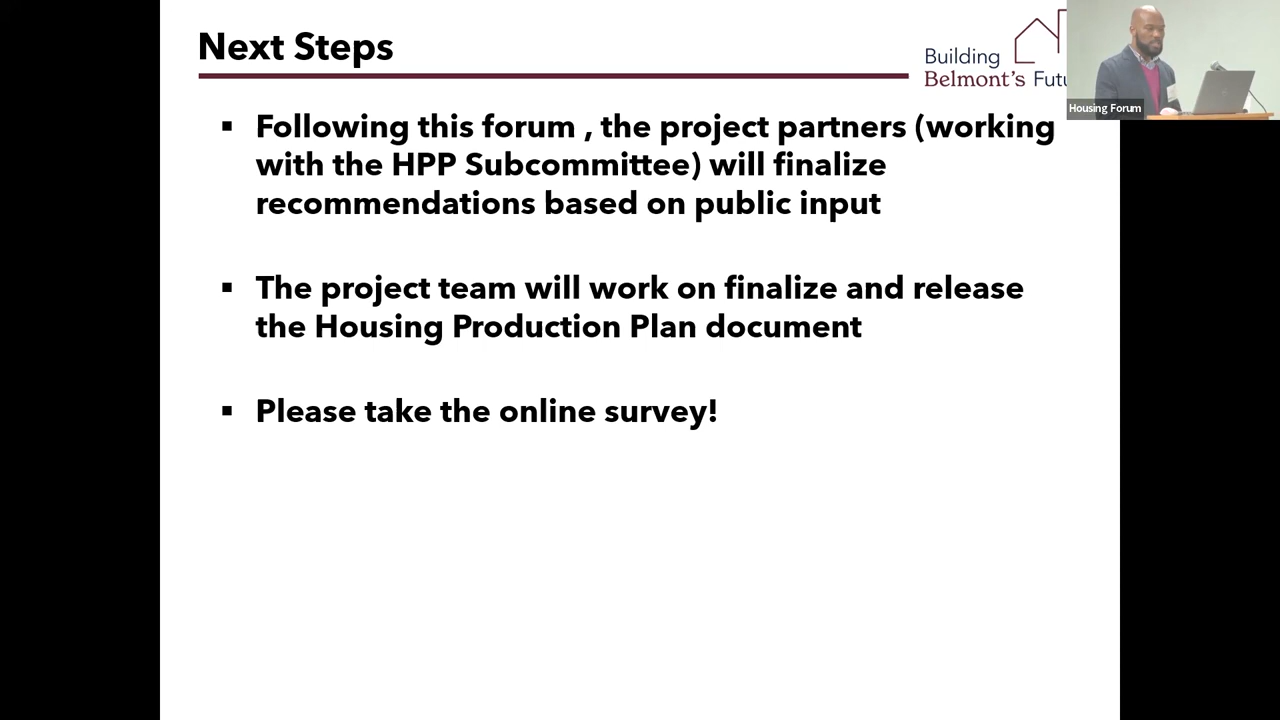 Next Steps
Building
Belmont's Futu
Housing Forum
▪ Following this forum , the project partners (working
with the HPP Subcommittee) will finalize
recommendations based on public input
▪ The project team will work on finalize and release
the Housing Production Plan document
▪ Please take the online survey!